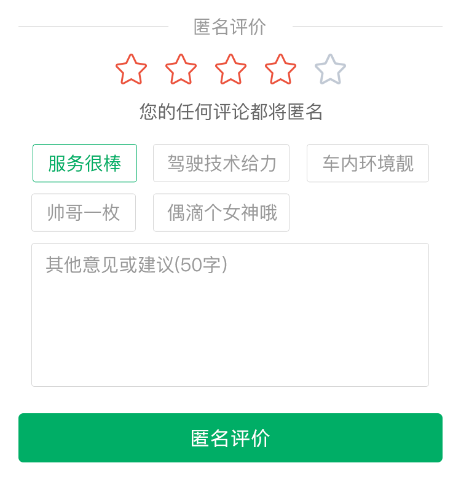 匿名评价
您的任何评论都将匿名
服务很棒 驾驶技术给力 车内环境靓
帅哥一枚 偶滴个女神哦
其他意见或建议(50字)
匿名评价